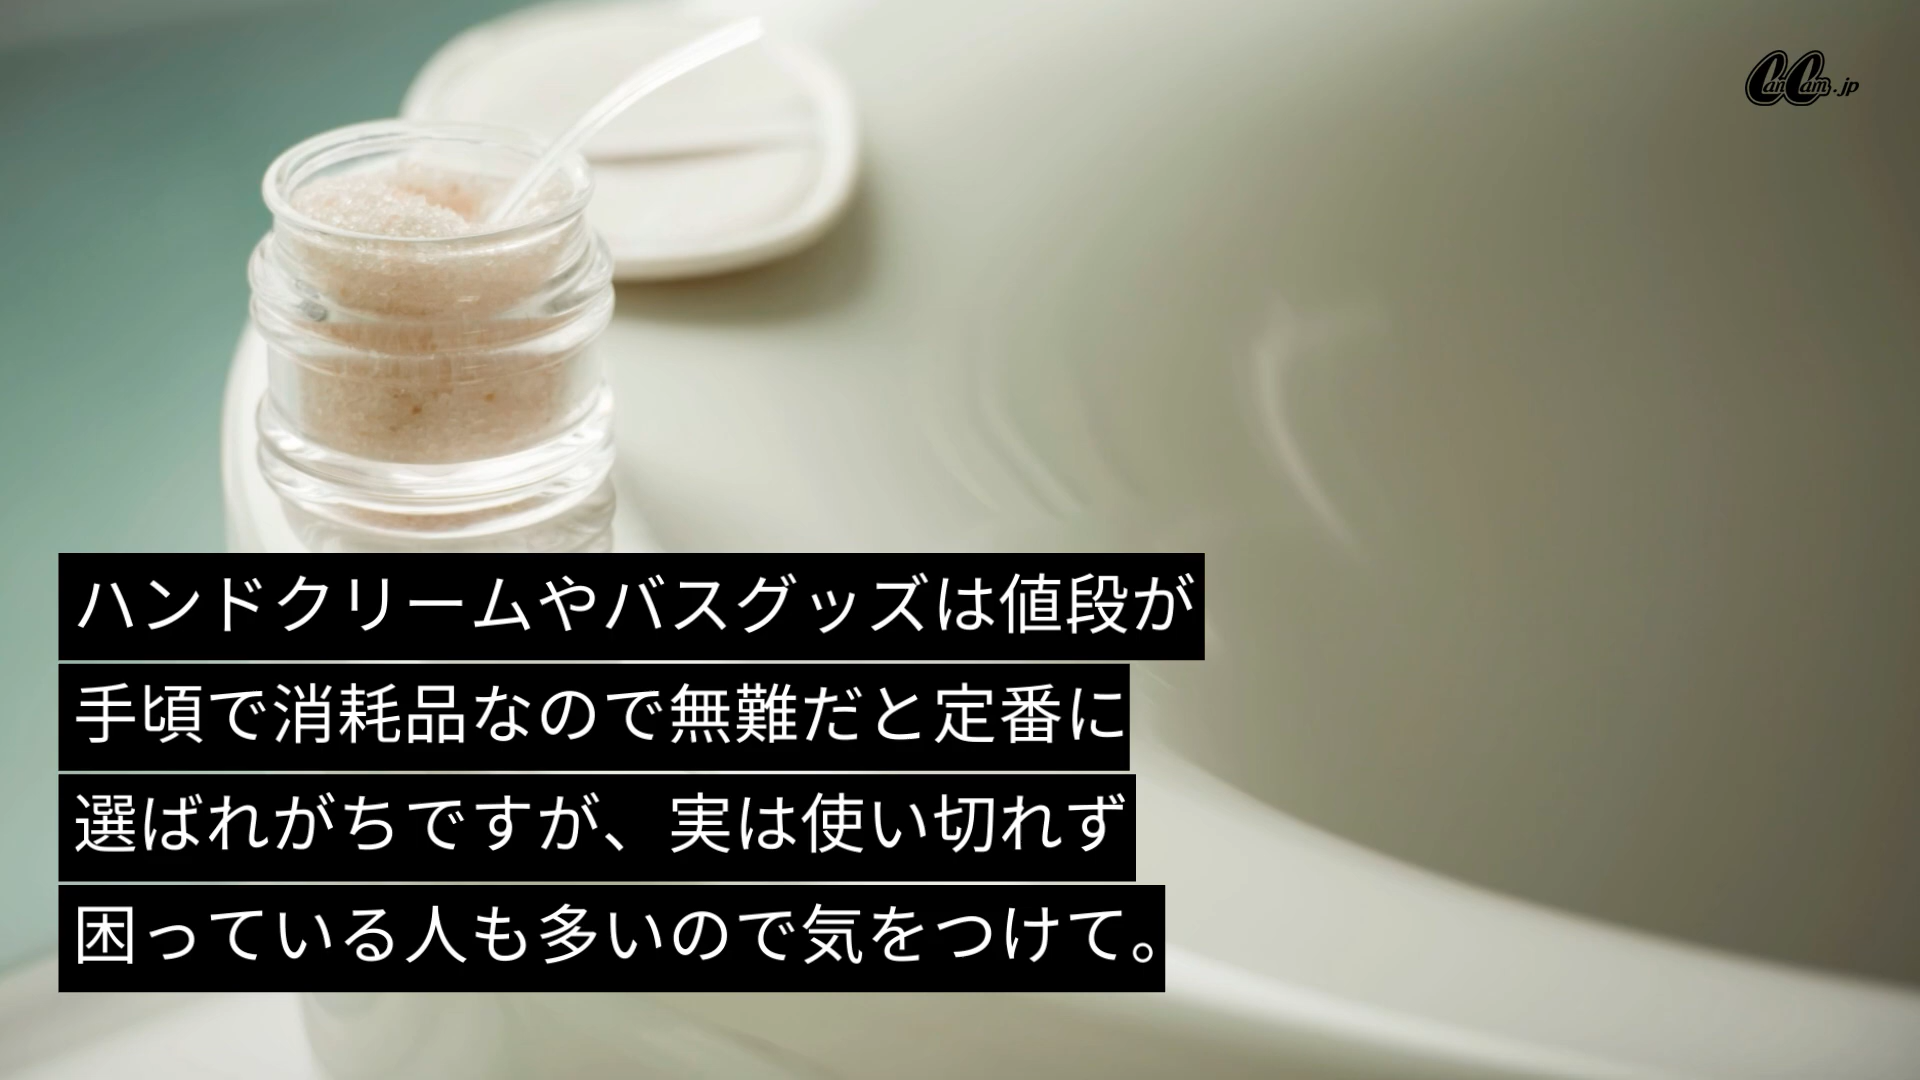 CanCam.jp
ハンドクリームやバスグッズは値段が
手頃で消耗品なので無難だと定番に
選ばれがちですが、実は使い切れず
困っている人も多いので気をつけて。